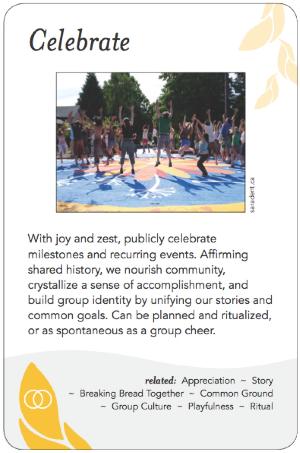 Celebrate
saradent.ca
With joy and zest, publicly celebrate
milestones and recurring events. Affirming
shared history, we nourish community,
crystallize a sense of accomplishment, and
build group identity by unifying our stories and
common goals. Can be planned and ritualized,
or as spontaneous as a group cheer.
related: Appreciation ~ Story
~ Breaking Bread Together ~ Common Ground
~ Group Culture ~ Playfulness ~ Ritual